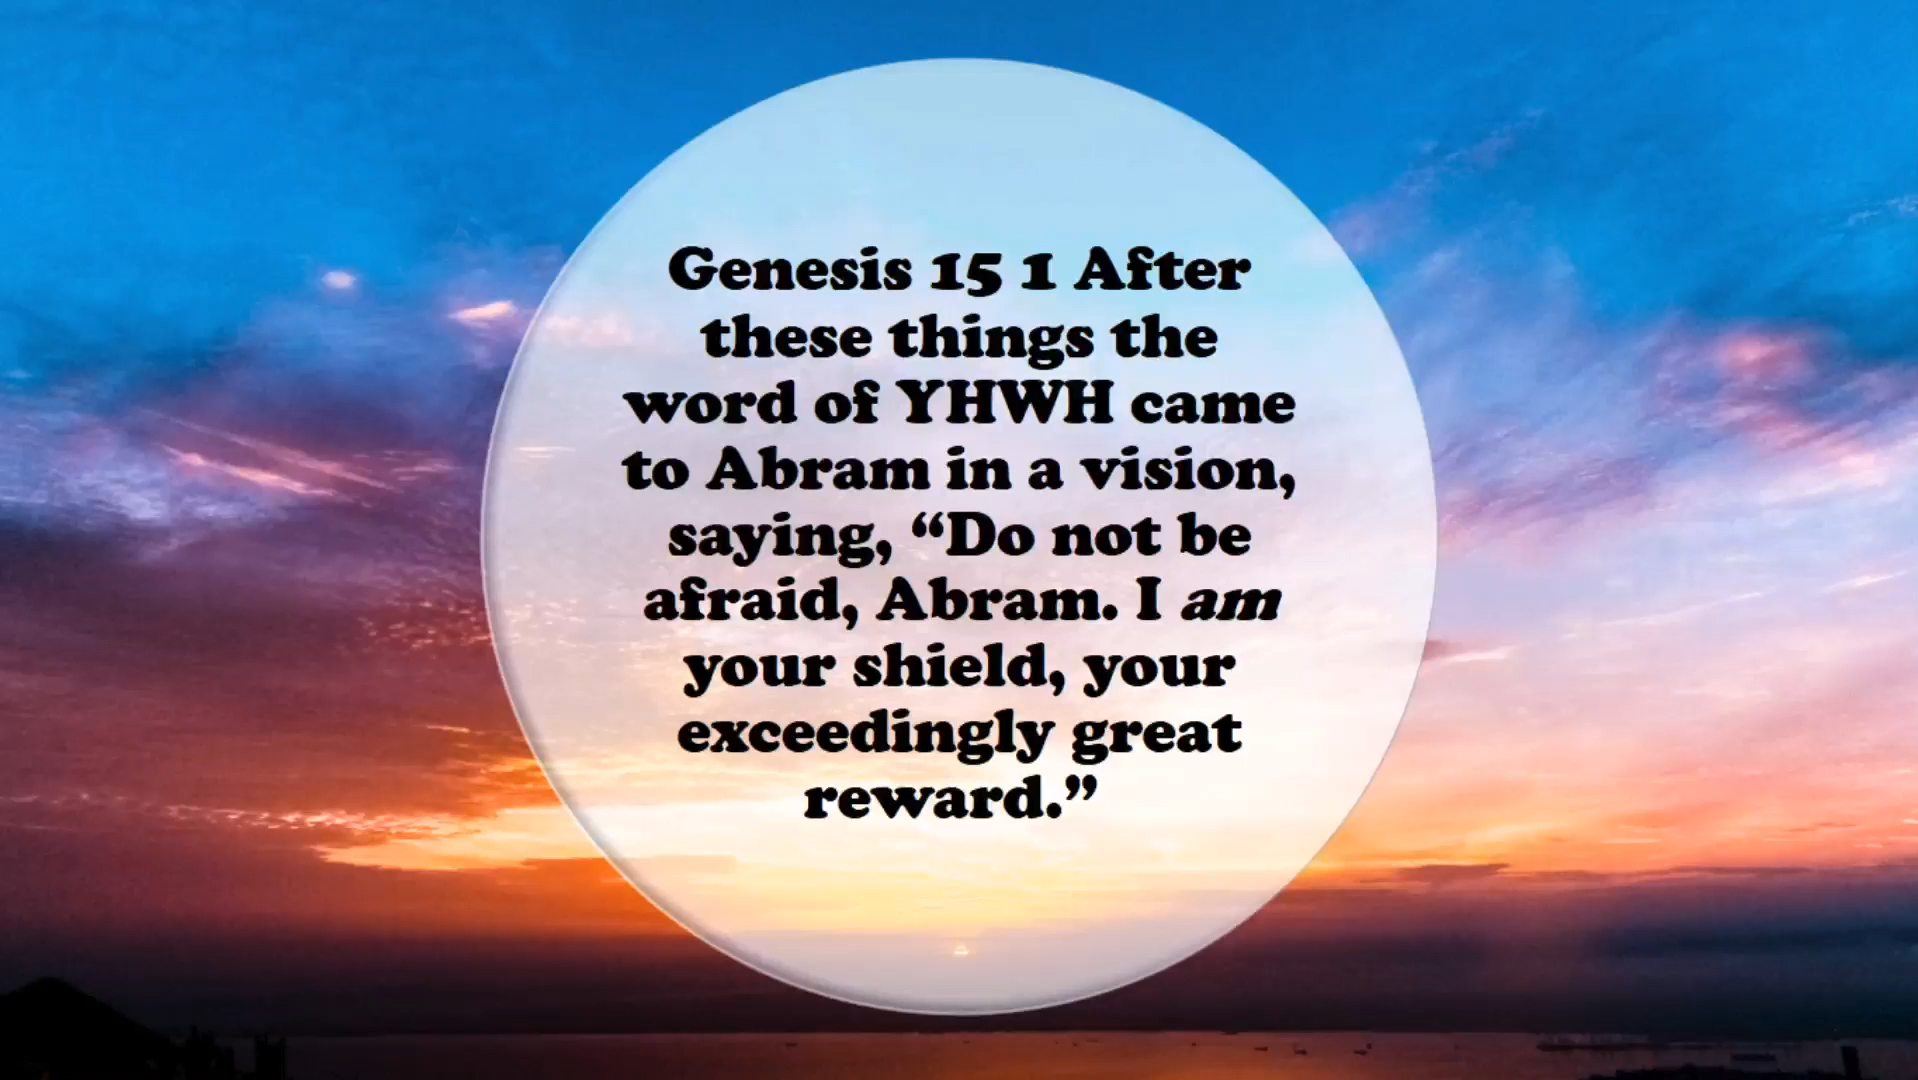 Genesis 15 1 After
these things the
word of YHWH came
to Abram in a vision,
saying, “Do not be
afraid, Abram. I am
your shield, your
exceedingly great
reward.”